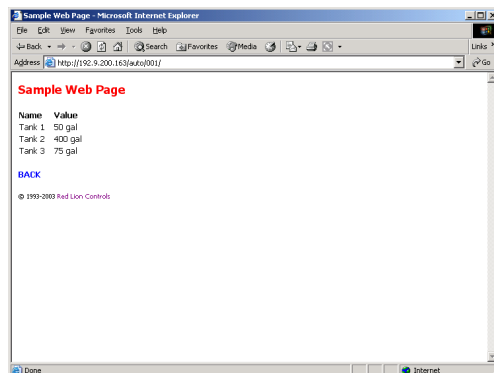 Sample Web Page - Microsoft Internet Explorer
File Edit View Favorites Tools Help
Back Search Favorites Media Links »
Address http://192.9.200.163/auto/001/ Go
Sample Web Page
Name Value
Tank 1 50 gal
Tank 2 400 gal
Tank 3 75 gal
BACK
© 1993-2003 Red Lion Controls
Done Internet